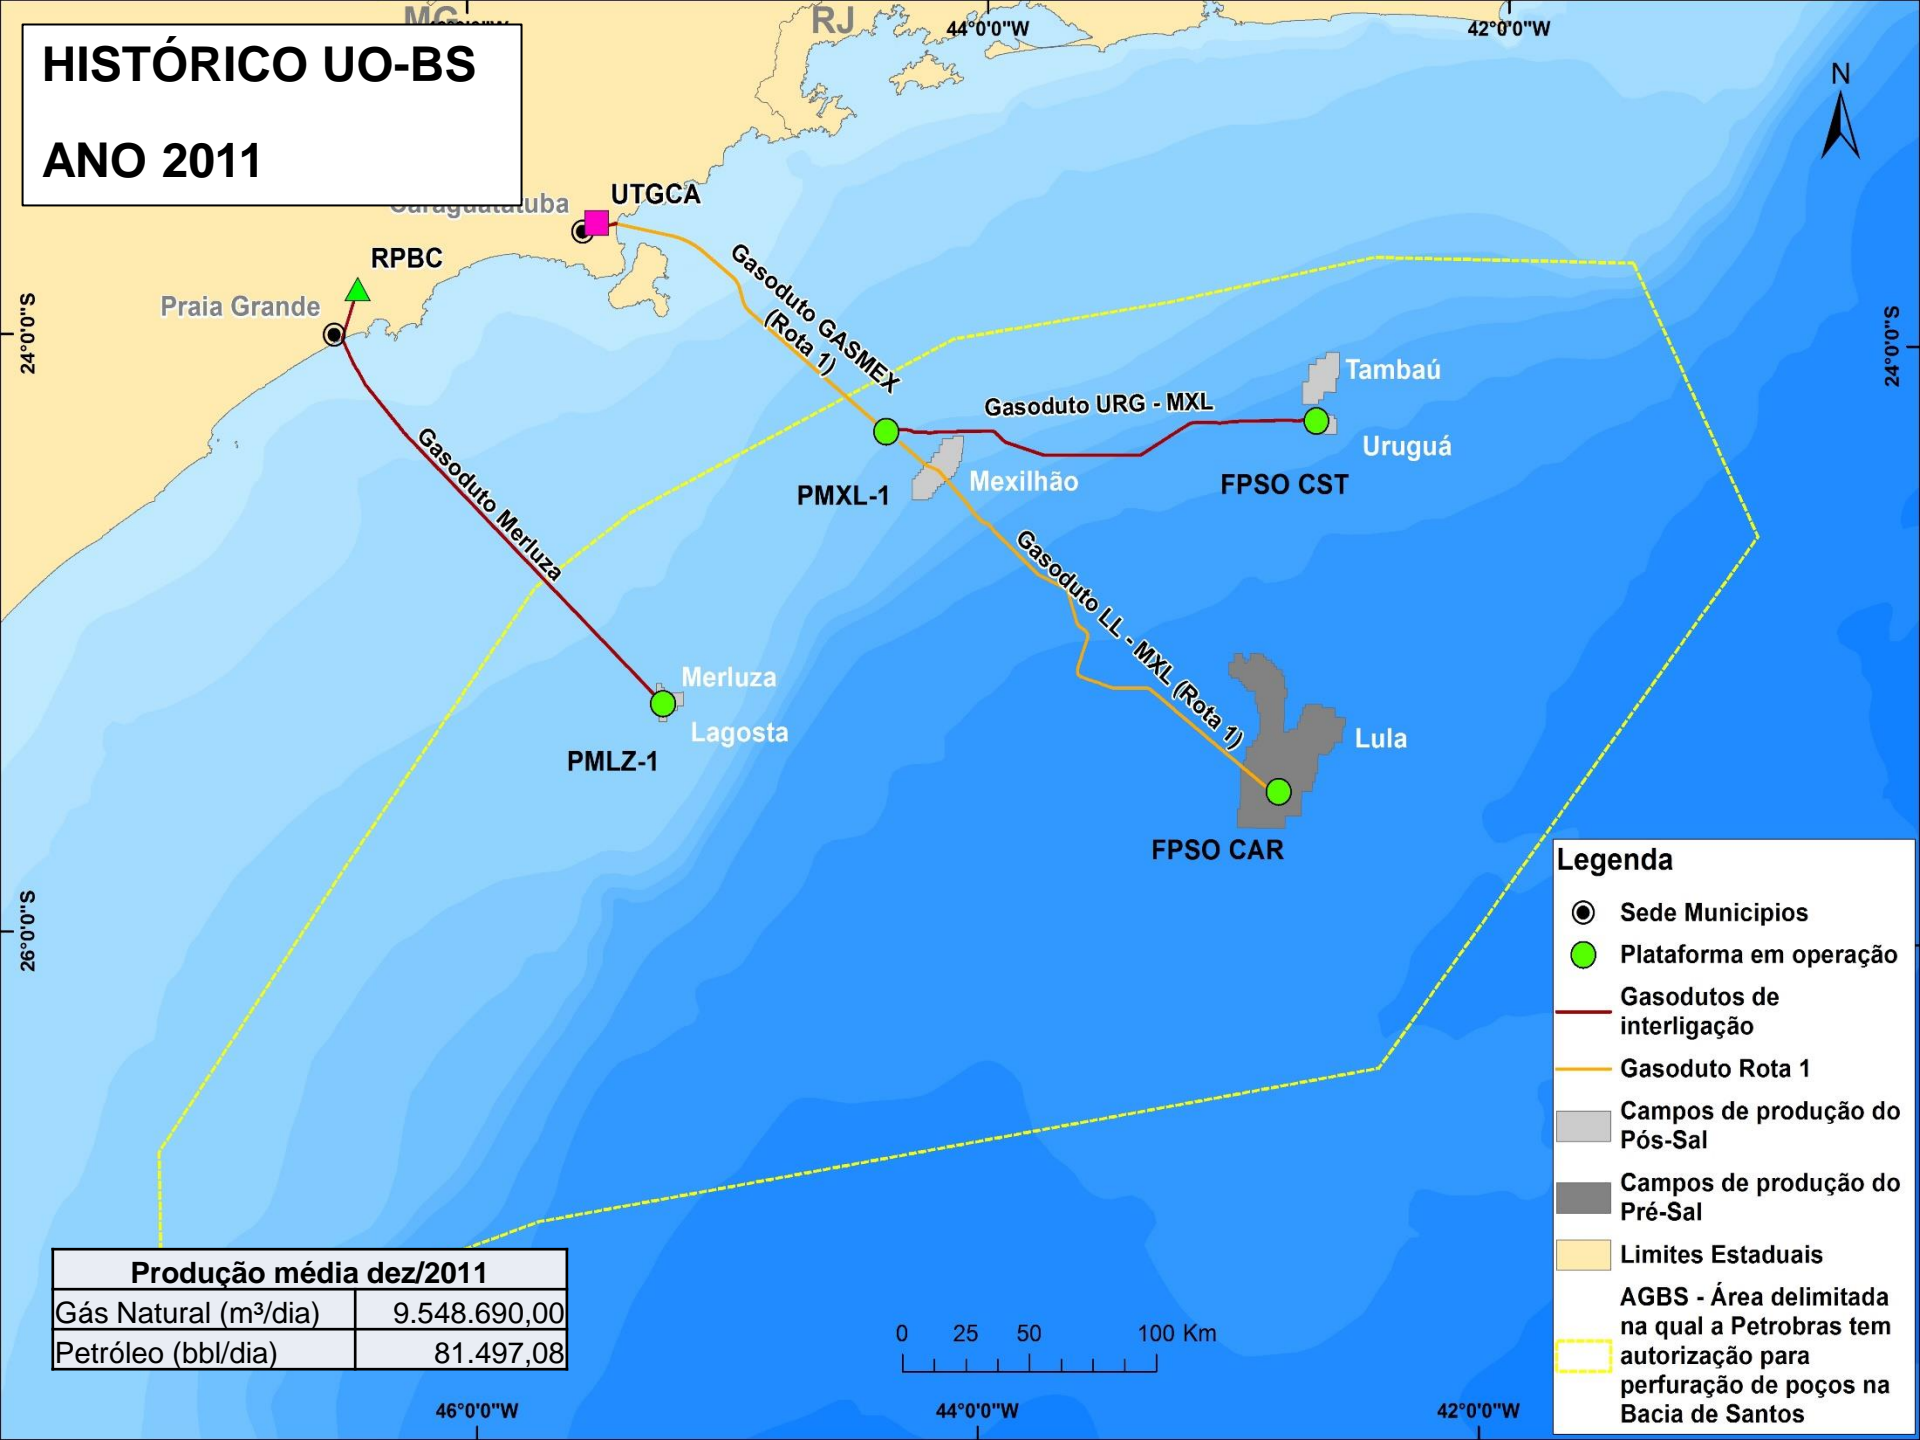 MG
RJ
44°0'0"W
42°0'0"W
HISTÓRICO UO-BS
ANO 2011
N
Caraguatatuba
UTGCA
RPBC
Praia Grande
24°0'0"S
24°0'0"S
Gasoduto GASMEX
(Rota 1)
Tambaú
Gasoduto URG - MXL
Uruguá
FPSO CST
Mexilhão
PMXL-1
Gasoduto Merluza
Gasoduto LL - MXL (Rota 1)
Merluza
Lagosta
PMLZ-1
Lula
FPSO CAR
26°0'0"S
Legenda
Sede Municipios
Plataforma em operação
Gasodutos de
interligação
Gasoduto Rota 1
Campos de produção do
Pós-Sal
Campos de produção do
Pré-Sal
Limites Estaduais
AGBS - Área delimitada
na qual a Petrobras tem
autorização para
perfuração de poços na
Bacia de Santos
Produção média dez/2011
Gás Natural (m³/dia) 9.548.690,00
Petróleo (bbl/dia) 81.497,08
0 25 50 100 Km
46°0'0"W
44°0'0"W
42°0'0"W